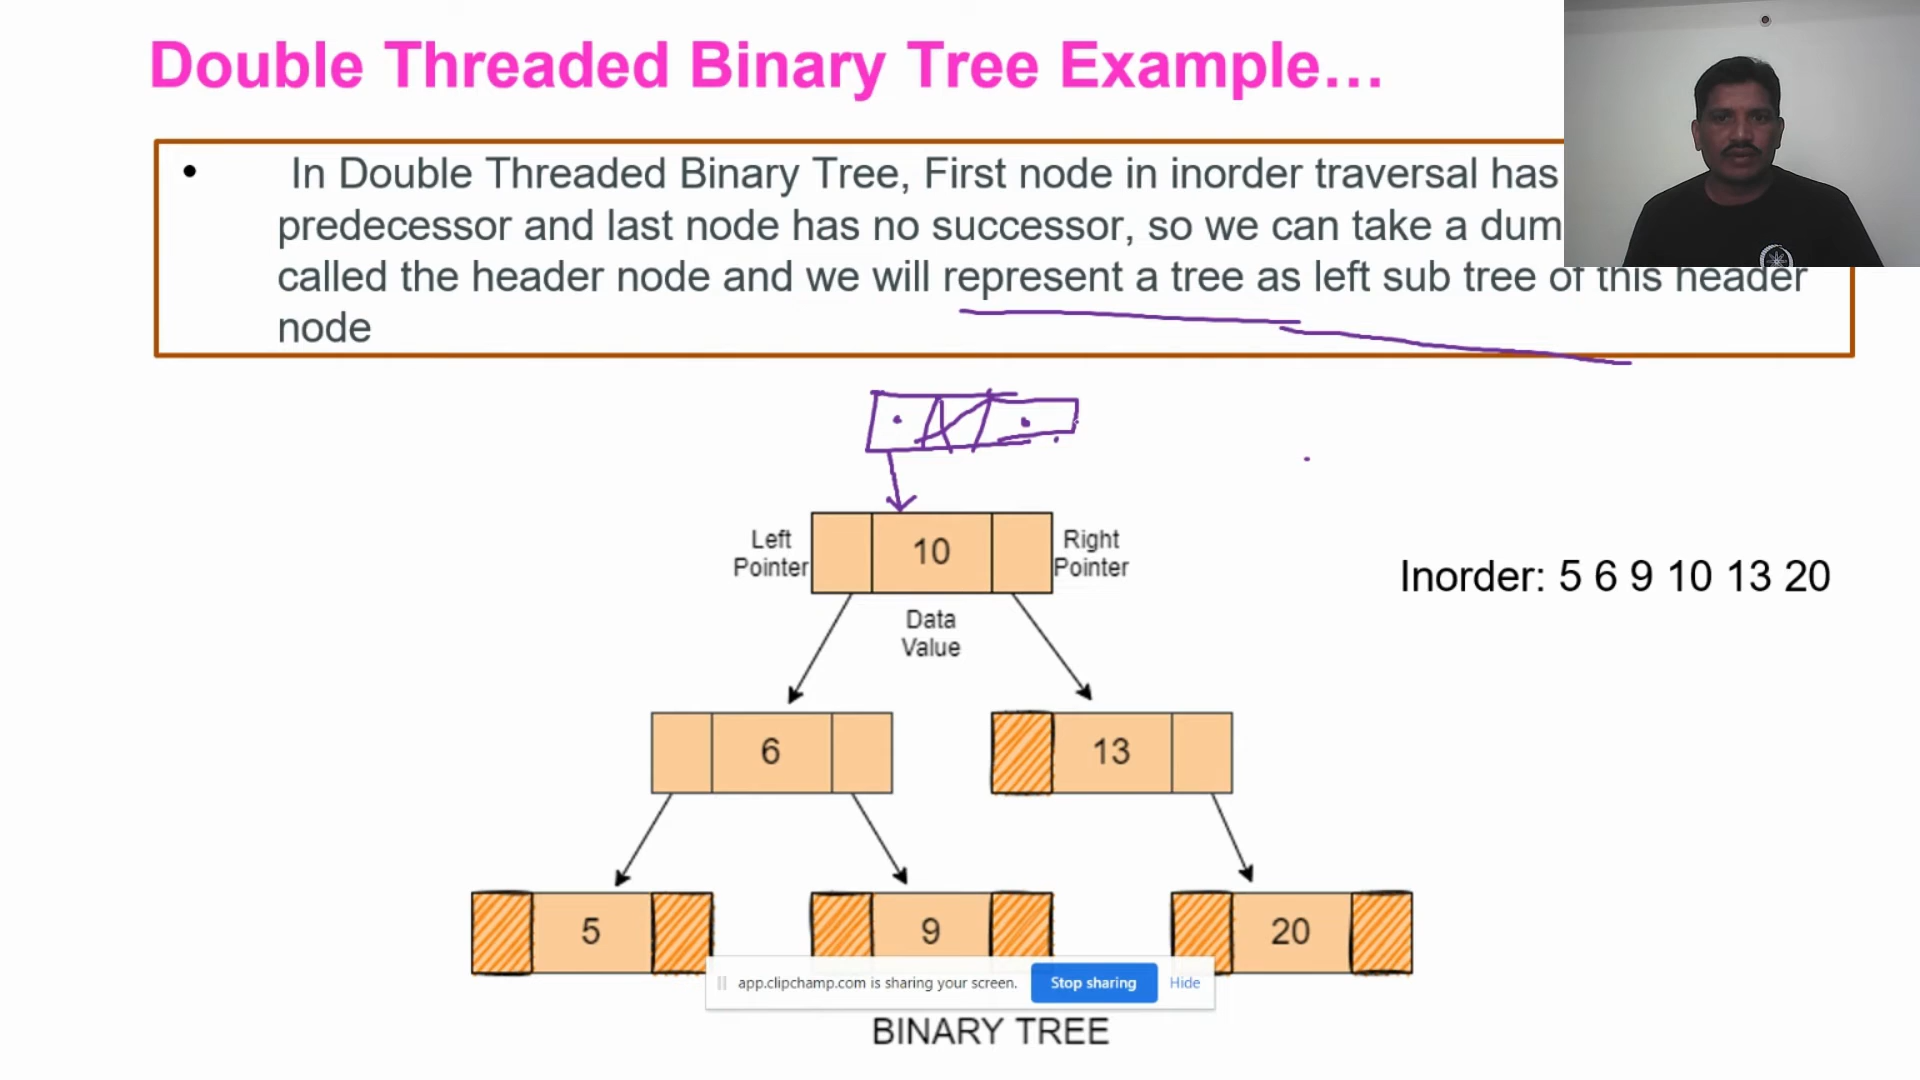 Double Threaded Binary Tree Example...
• In Double Threaded Binary Tree, First node in inorder traversal has
predecessor and last node has no successor, so we can take a
called the header node and we will represent a tree as left sub tree of this header
node
Left
Pointer
10
Right
Pointer
Data
Value
Inorder: 5 6 9 10 13 20
6
13
5
9
20
app.clipchamp.com is sharing your screen.
Stop sharing
Hide
BINARY TREE